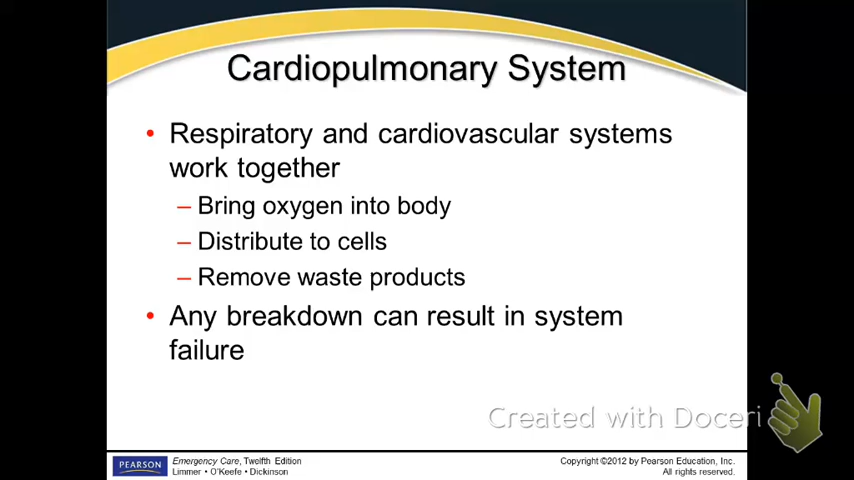 Cardiopulmonary System
• Respiratory and cardiovascular systems
work together
– Bring oxygen into body
– Distribute to cells
– Remove waste products
• Any breakdown can result in system
failure
Created with Doceri
PEARSON
Emergency Care, Twelfth Edition
Limmer • O'Keefe • Dickinson
Copyright ©2012 by Pearson Education, Inc.
All rights reserved.